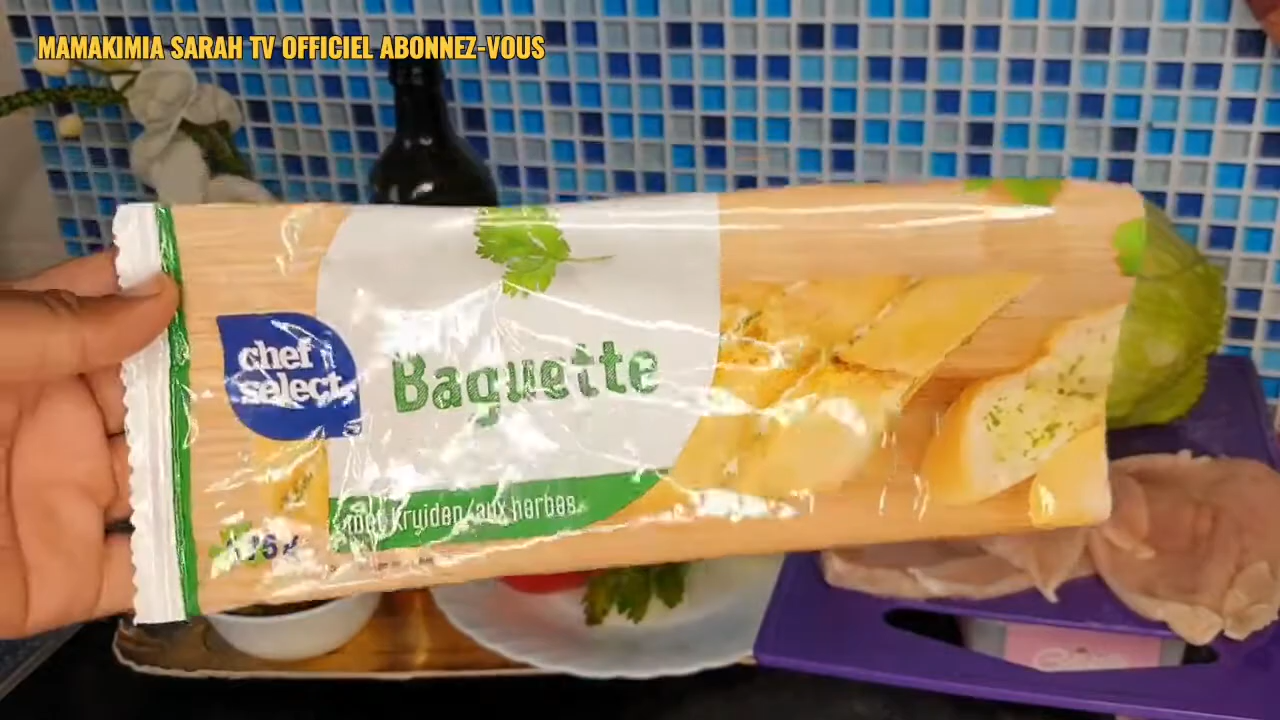 MAMAKIMIA SARAH TV OFFICIEL ABONNEZ-VOUS
chef
select
Baguette
met kruiden/aux herbes